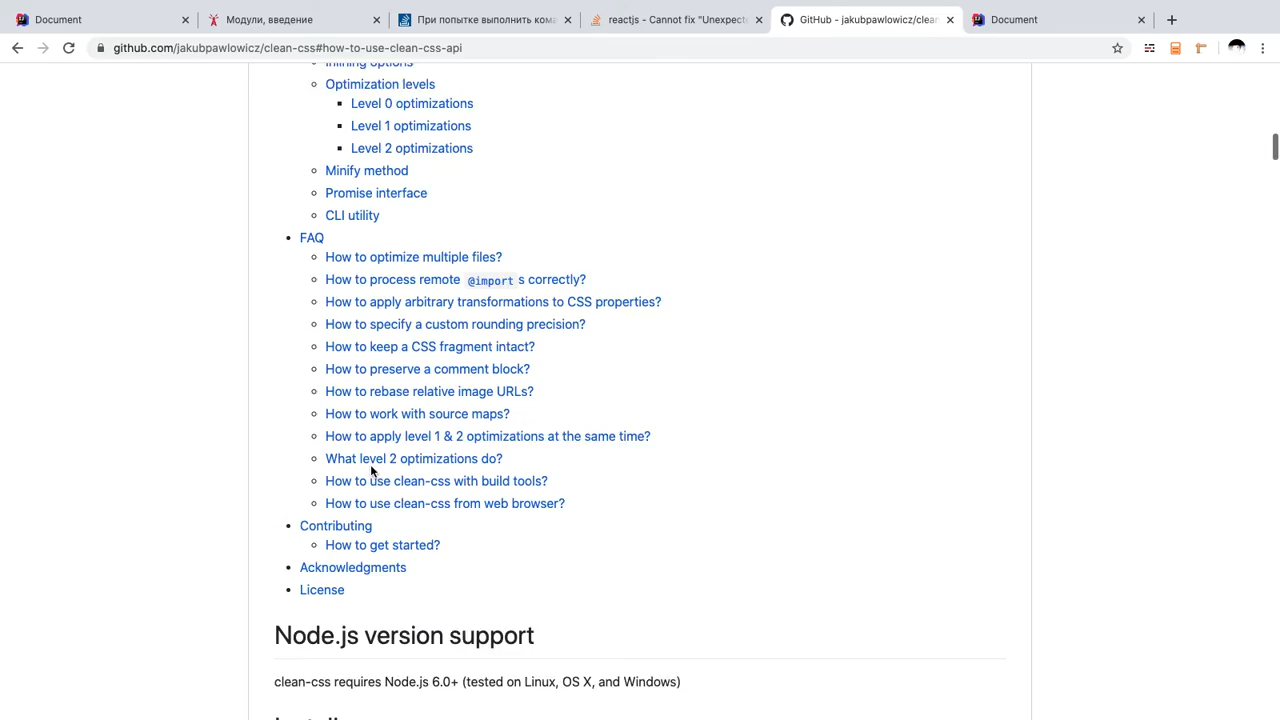 Document
Модули, введение
При попытке выполнить кома
reactjs - Cannot fix "Unexpecte
GitHub - jakubpawlowicz/clean
Document
github.com/jakubpawlowicz/clean-css#how-to-use-clean-css-api
Inlining options
Optimization levels
Level 0 optimizations
Level 1 optimizations
Level 2 optimizations
Minify method
Promise interface
CLI utility
FAQ
How to optimize multiple files?
How to process remote @import s correctly?
How to apply arbitrary transformations to CSS properties?
How to specify a custom rounding precision?
How to keep a CSS fragment intact?
How to preserve a comment block?
How to rebase relative image URLs?
How to work with source maps?
How to apply level 1 & 2 optimizations at the same time?
What level 2 optimizations do?
How to use clean-css with build tools?
How to use clean-css from web browser?
Contributing
How to get started?
Acknowledgments
License
Node.js version support
clean-css requires Node.js 6.0+ (tested on Linux, OS X, and Windows)